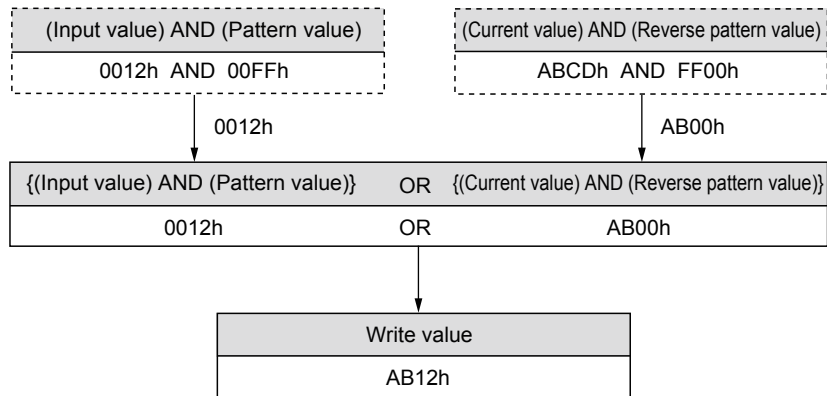 (Input value) AND (Pattern value)
0012h AND 00FFh
(Current value) AND (Reverse pattern value)
ABCDh AND FF00h
0012h
AB00h
{(Input value) AND (Pattern value)} OR {(Current value) AND (Reverse pattern value)}
0012h OR AB00h
Write value
AB12h